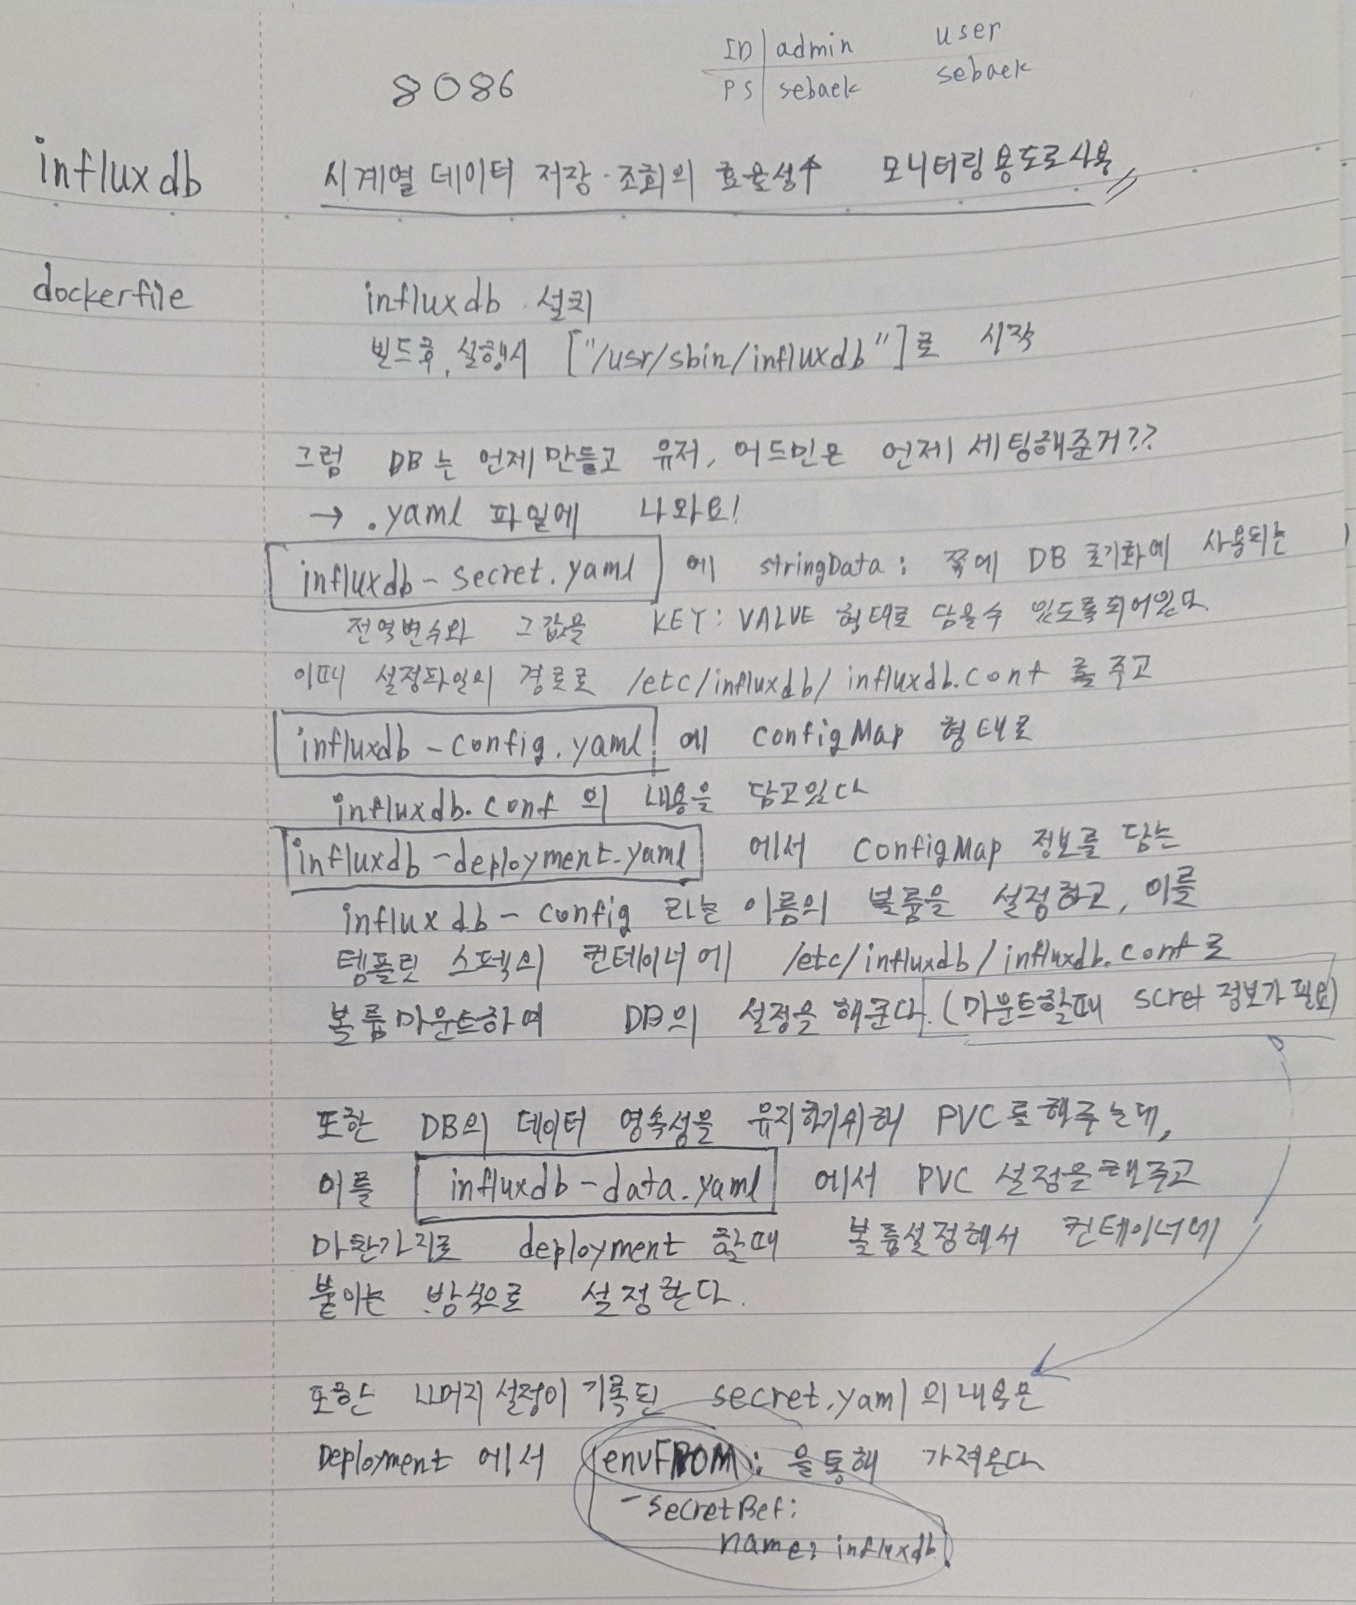 ID admin user
PS sebaek sebaek
8086
influxdb 시계열 데이터 저장·조회의 효율성↑ 모니터링용도로사용
dockerfile influxdb 설치
빌드후, 실행시 ["/usr/sbin/influxdb"]로 시작
그럼 DB는 언제 만들고 유저, 어드민은 언제 세팅해준거??
→ .yaml 파일에 나와요!
influxdb-secret.yaml 에 stringData: 쪽에 DB 초기화에 사용되는
전역변수와 그값을 KEY: VALUE 형태로 담을수 있도록되어있다
이때 설정파일의 경로로 /etc/influxdb/influxdb.conf 를 주고
influxdb-config.yaml 에 configMap 형태로
influxdb.conf 의 내용을 담고있다
influxdb-deployment.yaml 에서 configMap 정보를 담는
influxdb-config 라는 이름의 볼륨을 설정하고, 이를
템플릿 스펙의 컨테이너에 /etc/influxdb/influxdb.conf로
볼륨마운트하여 DB의 설정을 해준다. (마운트할때 scret 정보가 필요)
또한 DB의 데이터 영속성을 유지하기위해 PVC로해주는데,
이를 influxdb-data.yaml 에서 PVC 설정을해주고
마찬가지로 deployment 할때 볼륨설정해서 컨테이너에
붙이는 방식으로 설정한다.
또한 나머지 설정이 기록된 secret.yaml의 내용은
Deployment 에서 envFROM: 을통해 가져온다
-secretRef:
name: influxdb